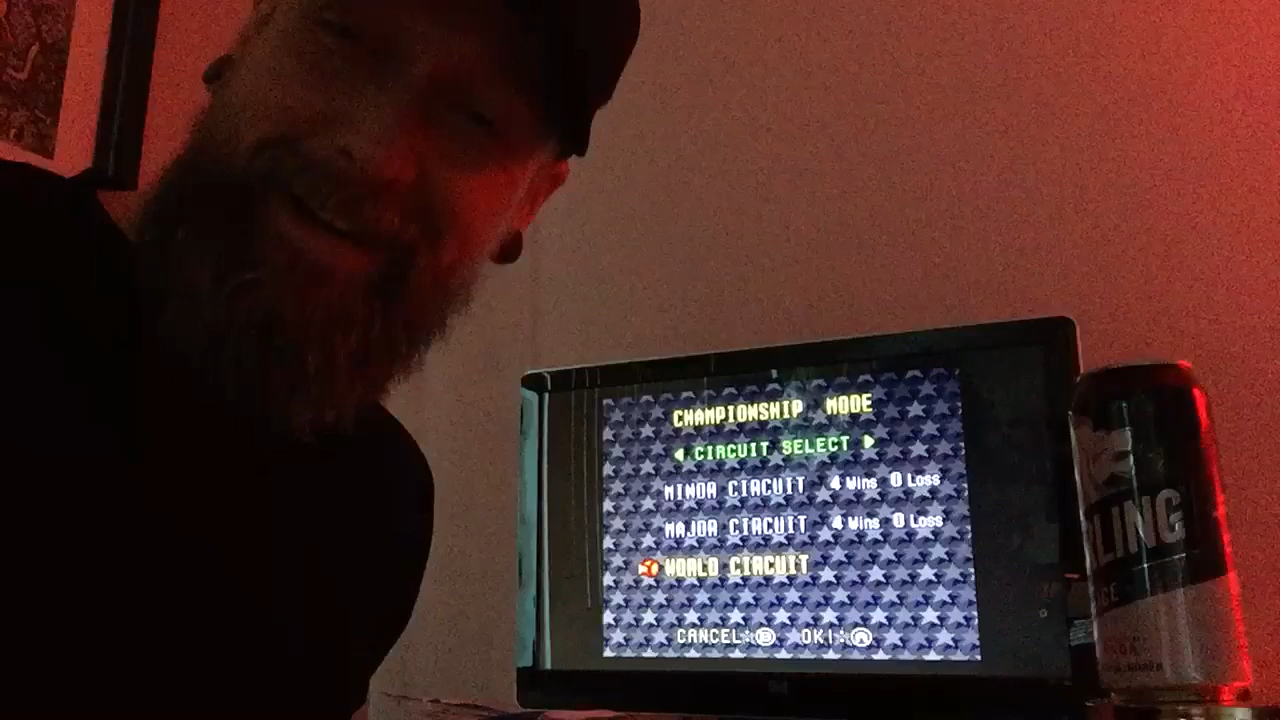 CHAMPIONSHIP MODE
CIRCUIT SELECT
MINOR CIRCUIT 4 Wins 0 Loss
MAJOR CIRCUIT 4 Wins 0 Loss
WORLD CIRCUIT
CANCEL:B OK!:A
RLING